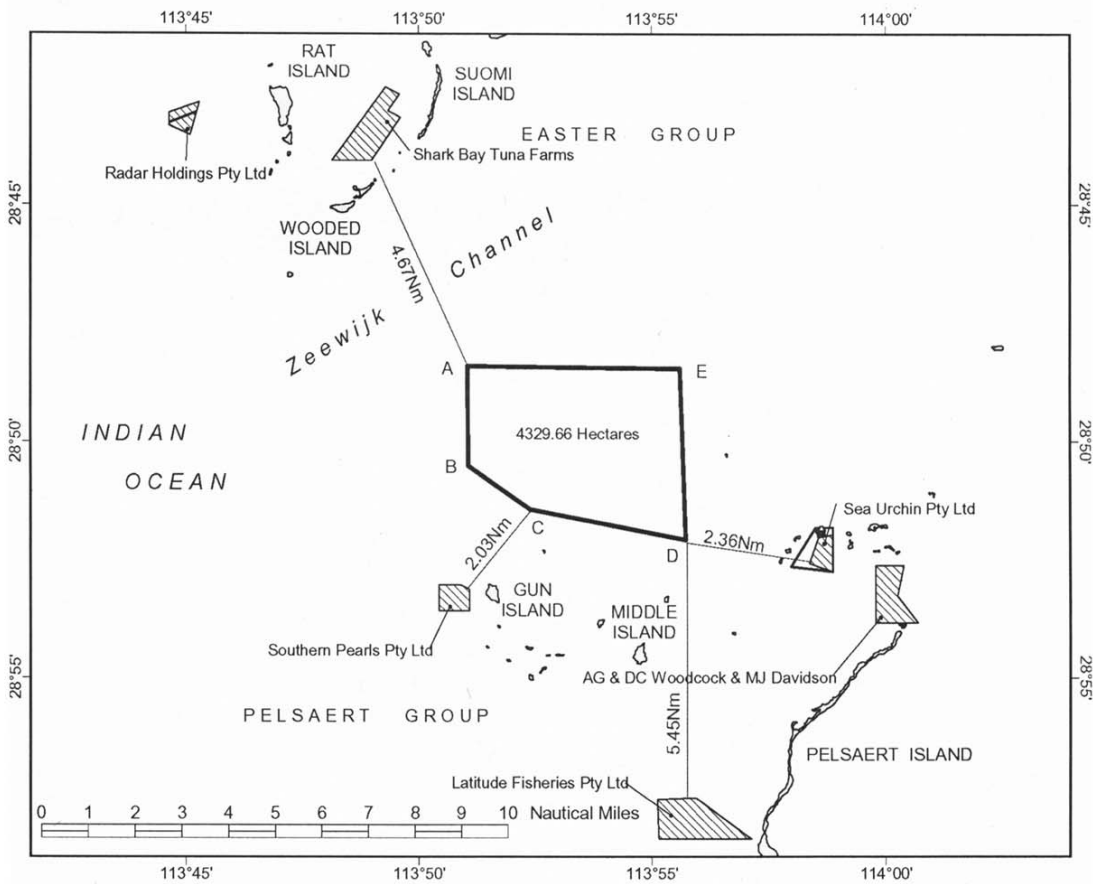 113°45' 113°50' 113°55' 114°00'
RAT
ISLAND
SUOMI
ISLAND
EASTER GROUP
Shark Bay Tuna Farms
Radar Holdings Pty Ltd
28°45'
28°45'
WOODED
ISLAND
4.67Nm
Zeewijk Channel
A
E
INDIAN
OCEAN
4329.66 Hectares
28°50'
28°50'
B
C
D
Sea Urchin Pty Ltd
2.03Nm
2.36Nm
GUN
ISLAND
MIDDLE
ISLAND
Southern Pearls Pty Ltd
AG & DC Woodcock & MJ Davidson
28°55'
28°55'
PELSAERT GROUP
5.45Nm
PELSAERT ISLAND
Latitude Fisheries Pty Ltd
0 1 2 3 4 5 6 7 8 9 10 Nautical Miles
113°45' 113°50' 113°55' 114°00'